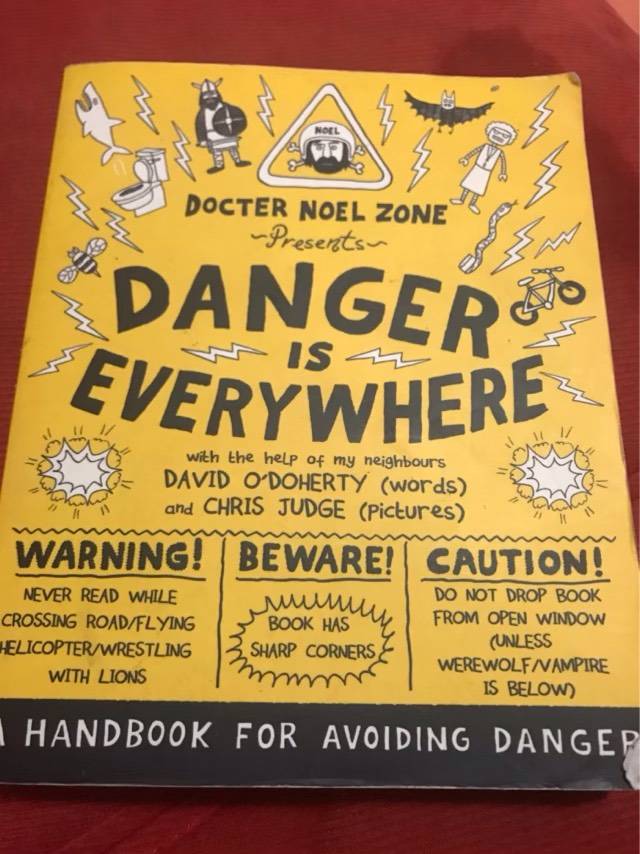 NOEL
DOCTER NOEL ZONE
Presents
DANGER
IS
EVERYWHERE
with the help of my neighbours
DAVID O'DOHERTY (words)
and CHRIS JUDGE (pictures)
WARNING!
NEVER READ WHILE
CROSSING ROAD/FLYING
HELICOPTER/WRESTLING
WITH LIONS
BEWARE!
BOOK HAS
SHARP CORNERS
CAUTION!
DO NOT DROP BOOK
FROM OPEN WINDOW
(UNLESS
WEREWOLF/VAMPIRE
IS BELOW)
A HANDBOOK FOR AVOIDING DANGER